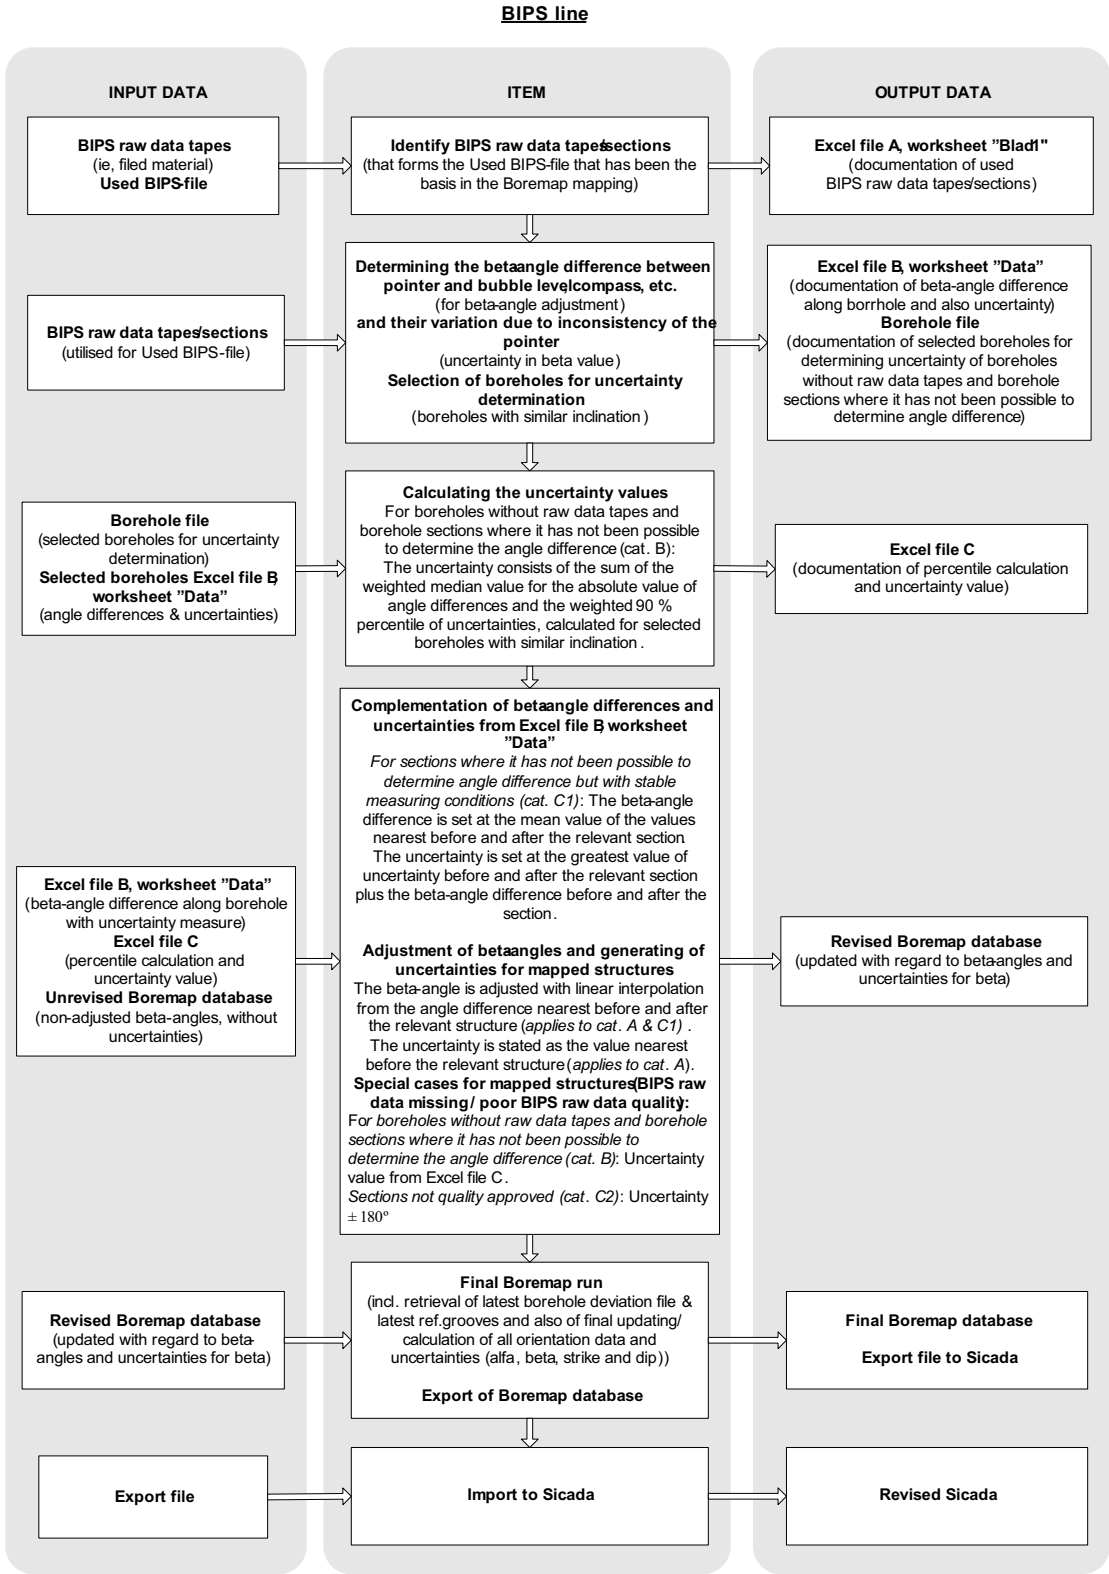 BIPS line
INPUT DATA
ITEM
OUTPUT DATA
BIPS raw data tapes
(ie, filed material)
Used BIPS-file
Identify BIPS raw data tapes/sections
(that forms the Used BIPS-file that has been the
basis in the Boremap mapping)
Excel file A, worksheet "Blad1"
(documentation of used
BIPS raw data tapes/sections)
BIPS raw data tapes/sections
(utilised for Used BIPS-file)
Determining the beta-angle difference between
pointer and bubble level, compass, etc.
(for beta-angle adjustment)
and their variation due to inconsistency of the
pointer
(uncertainty in beta value)
Selection of boreholes for uncertainty
determination
(boreholes with similar inclination)
Excel file B, worksheet ”Data”
(documentation of beta-angle difference
along borrhole and also uncertainty)
Borehole file
(documentation of selected boreholes for
determining uncertainty of boreholes
without raw data tapes and borehole
sections where it has not been possible to
determine angle difference)
Borehole file
(selected boreholes for uncertainty
determination)
Selected boreholes Excel file B,
worksheet ”Data”
(angle differences & uncertainties)
Calculating the uncertainty values
For boreholes without raw data tapes and
borehole sections where it has not been possible
to determine the angle difference (cat. B):
The uncertainty consists of the sum of the
weighted median value for the absolute value of
angle differences and the weighted 90 %
percentile of uncertainties, calculated for selected
boreholes with similar inclination.
Excel file C
(documentation of percentile calculation
and uncertainty value)
Excel file B, worksheet ”Data”
(beta-angle difference along borehole
with uncertainty measure)
Excel file C
(percentile calculation and
uncertainty value)
Unrevised Boremap database
(non-adjusted beta-angles, without
uncertainties)
Complementation of beta-angle differences and
uncertainties from Excel file B, worksheet
”Data”
For sections where it has not been possible to
determine angle difference but with stable
measuring conditions (cat. C1): The beta-angle
difference is set at the mean value of the values
nearest before and after the relevant section.
The uncertainty is set at the greatest value of
uncertainty before and after the relevant section
plus the beta-angle difference before and after the
section.
Adjustment of beta-angles and generating of
uncertainties for mapped structures
The beta-angle is adjusted with linear interpolation
from the angle difference nearest before and after
the relevant structure (applies to cat. A & C1).
The uncertainty is stated as the value nearest
before the relevant structure (applies to cat. A).
Special cases for mapped structures (BIPS raw
data missing / poor BIPS raw data quality):
For boreholes without raw data tapes and borehole
sections where it has not been possible to
determine the angle difference (cat. B): Uncertainty
value from Excel file C.
Sections not quality approved (cat. C2): Uncertainty
± 180º
Revised Boremap database
(updated with regard to beta-angles and
uncertainties for beta)
Revised Boremap database
(updated with regard to beta-
angles and uncertainties for beta)
Final Boremap run
(incl. retrieval of latest borehole deviation file &
latest ref.grooves and also of final updating/
calculation of all orientation data and
uncertainties (alfa, beta, strike and dip))
Export of Boremap database
Final Boremap database
Export file to Sicada
Export file
Import to Sicada
Revised Sicada